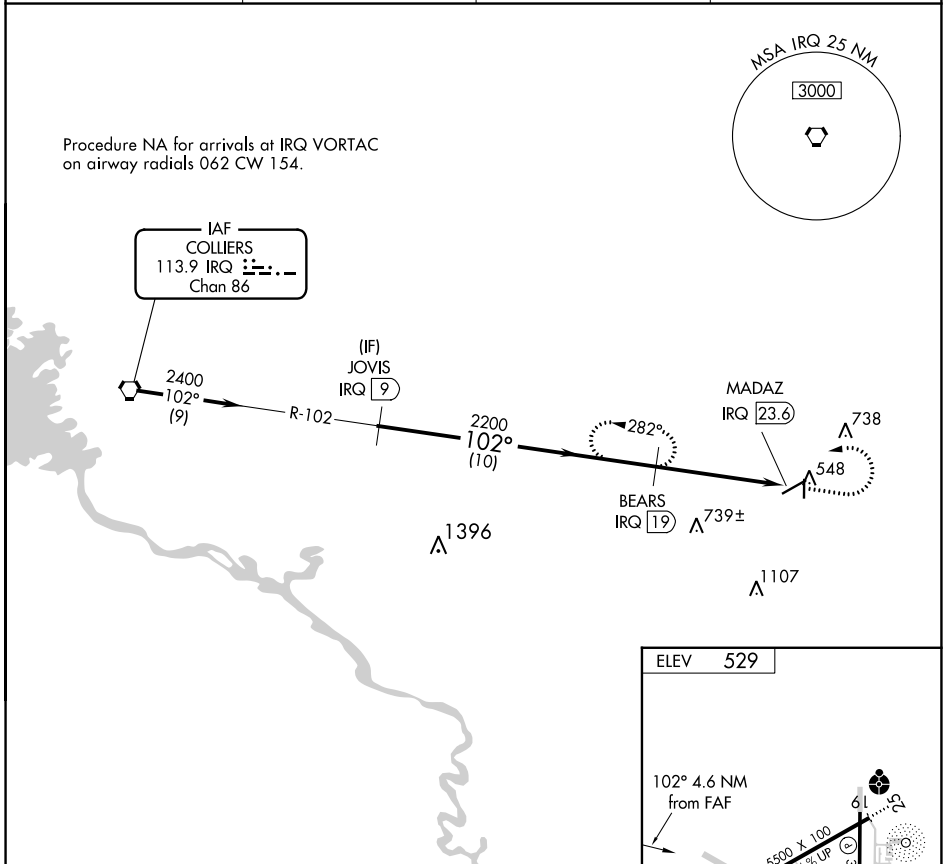 MSA IRQ 25 NM
3000
Procedure NA for arrivals at IRQ VORTAC
on airway radials 062 CW 154.
IAF
COLLIERS
113.9 IRQ
Chan 86
2400
102°
(9)
R-102
(IF)
JOVIS
IRQ 9
2200
102°
(10)
282°
BEARS
IRQ 19
MADAZ
IRQ 23.6
738
548
739±
1396
1107
ELEV 529
102° 4.6 NM
from FAF
19
25
5500 X 100
% UP
P